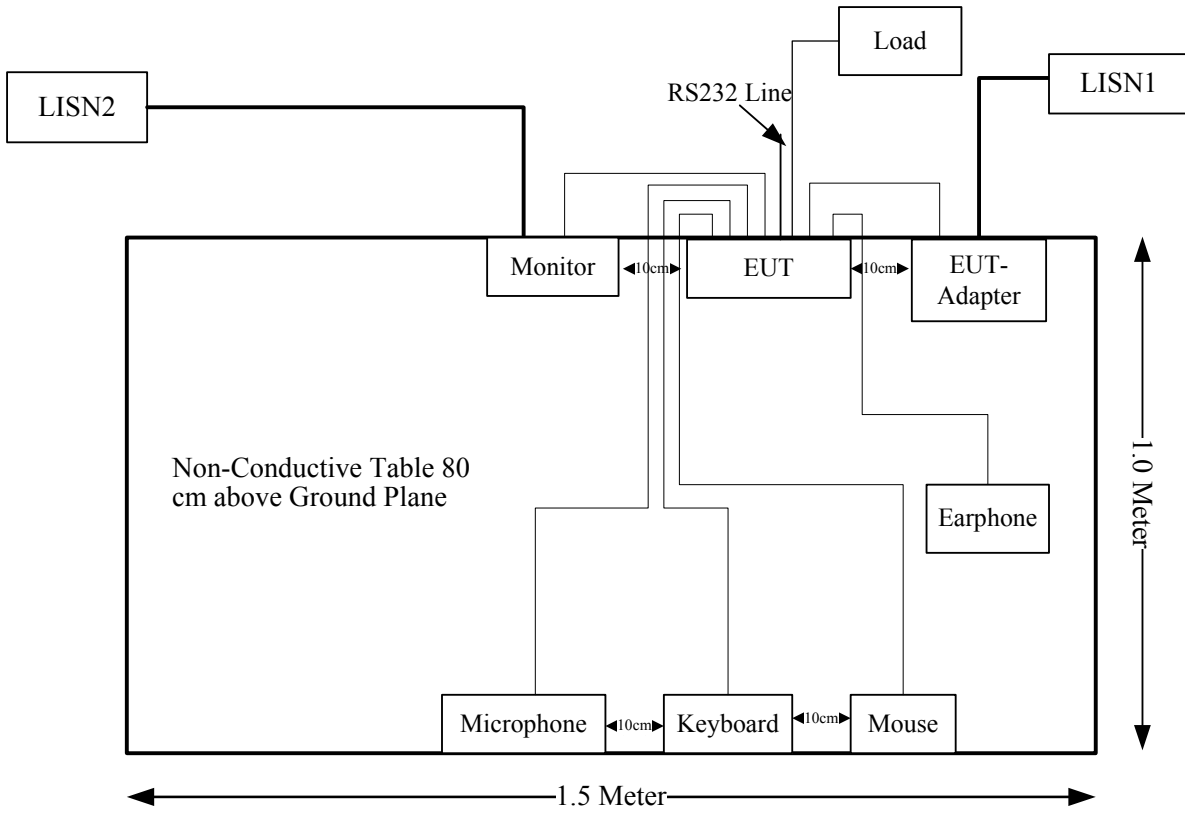 Load
LISN2
LISN1
RS232 Line
Monitor
10cm
EUT
10cm
EUT-
Adapter
Non-Conductive Table 80
cm above Ground Plane
Earphone
1.0 Meter
Microphone
10cm
Keyboard
10cm
Mouse
1.5 Meter